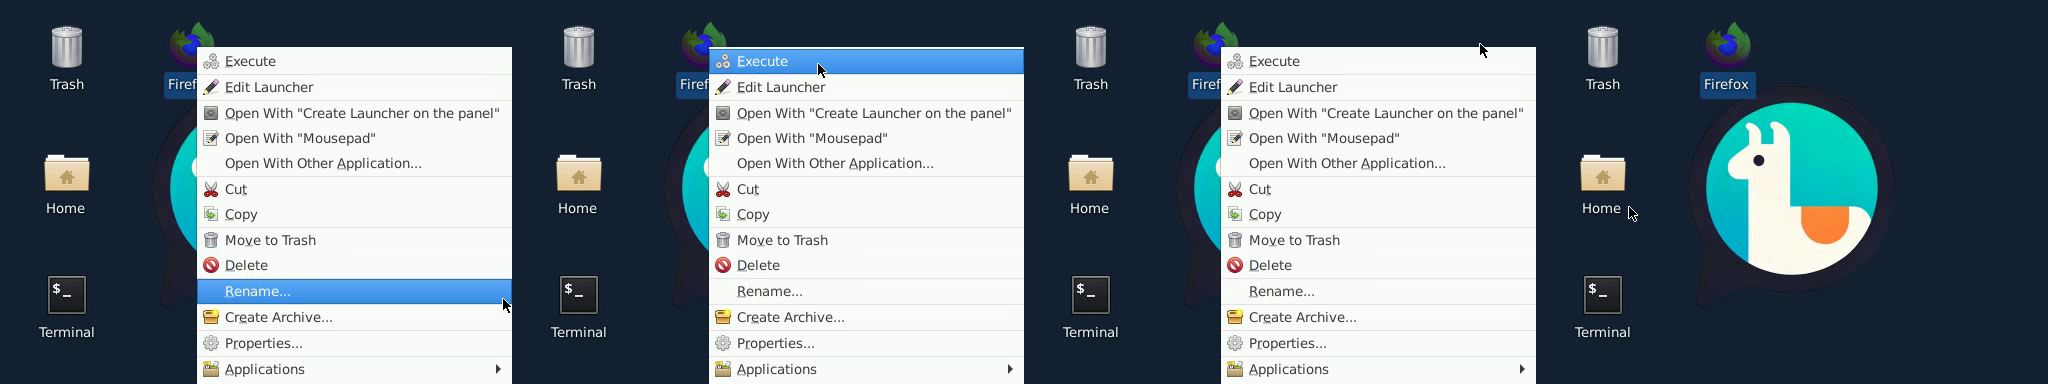 Trash
Firef
Execute
Edit Launcher
Open With "Create Launcher on the panel"
Open With "Mousepad"
Open With Other Application...
Home
Cut
Copy
Move to Trash
Delete
Rename...
$_
Terminal
Create Archive...
Properties...
Applications
Trash
Firef
Execute
Edit Launcher
Open With "Create Launcher on the panel"
Open With "Mousepad"
Open With Other Application...
Home
Cut
Copy
Move to Trash
Delete
Rename...
$_
Terminal
Create Archive...
Properties...
Applications
Trash
Firef
Execute
Edit Launcher
Open With "Create Launcher on the panel"
Open With "Mousepad"
Open With Other Application...
Home
Cut
Copy
Move to Trash
Delete
Rename...
$_
Terminal
Create Archive...
Properties...
Applications
Trash
Firefox
Home
$_
Terminal